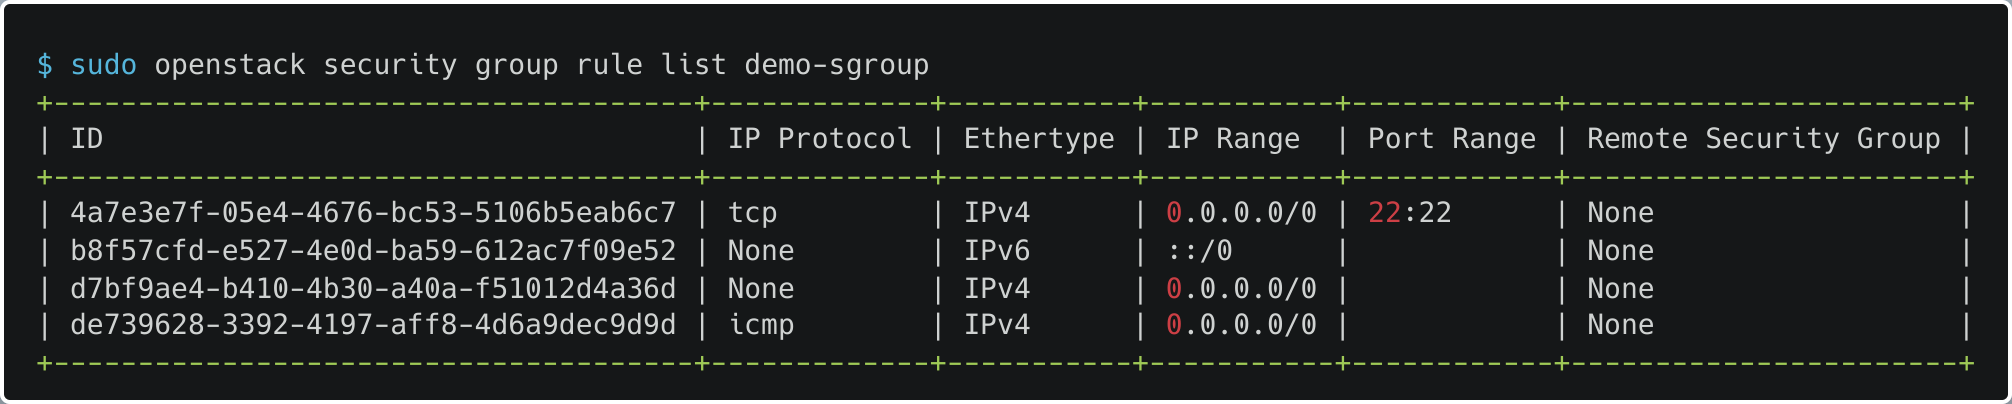 $ sudo openstack security group rule list demo-sgroup
+--------------------------------------+-------------+-----------+-----------+------------+-----------------------+
| ID                                   | IP Protocol | Ethertype | IP Range  | Port Range | Remote Security Group |
+--------------------------------------+-------------+-----------+-----------+------------+-----------------------+
| 4a7e3e7f-05e4-4676-bc53-5106b5eab6c7 | tcp         | IPv4      | 0.0.0.0/0 | 22:22      | None                  |
| b8f57cfd-e527-4e0d-ba59-612ac7f09e52 | None        | IPv6      | ::/0      |            | None                  |
| d7bf9ae4-b410-4b30-a40a-f51012d4a36d | None        | IPv4      | 0.0.0.0/0 |            | None                  |
| de739628-3392-4197-aff8-4d6a9dec9d9d | icmp        | IPv4      | 0.0.0.0/0 |            | None                  |
+--------------------------------------+-------------+-----------+-----------+------------+-----------------------+